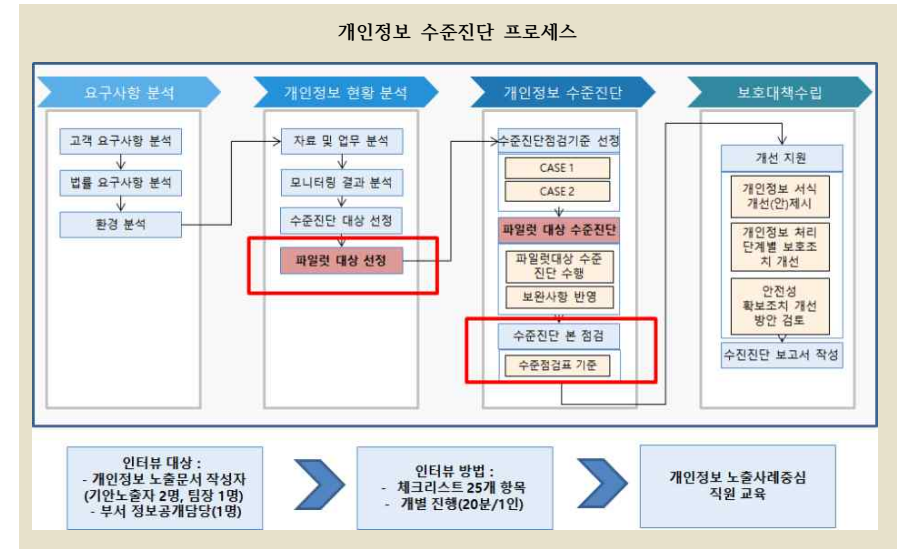 개인정보 수준진단 프로세스
요구사항 분석
고객 요구사항 분석
법률 요구사항 분석
환경 분석
개인정보 현황 분석
자료 및 업무 분석
모니터링 결과 분석
수준진단 대상 선정
파일럿 대상 선정
개인정보 수준진단
수준진단점검기준 선정
CASE 1
CASE 2
파일럿 대상 수준진단
파일럿대상 수준
진단 수행
보완사항 반영
수준진단 본 점검
수준점검표 기준
보호대책수립
개선 지원
개인정보 서식
개선(안)제시
개인정보 처리
단계별 보호조
치 개선
안전성
확보조치 개선
방안 검토
수진진단 보고서 작성
인터뷰 대상 :
- 개인정보 노출문서 작성자
(기안노출자 2명, 팀장 1명)
- 부서 정보공개담당(1명)
인터뷰 방법 :
- 체크리스트 25개 항목
- 개별 진행(20분/1인)
개인정보 노출사례중심
직원 교육